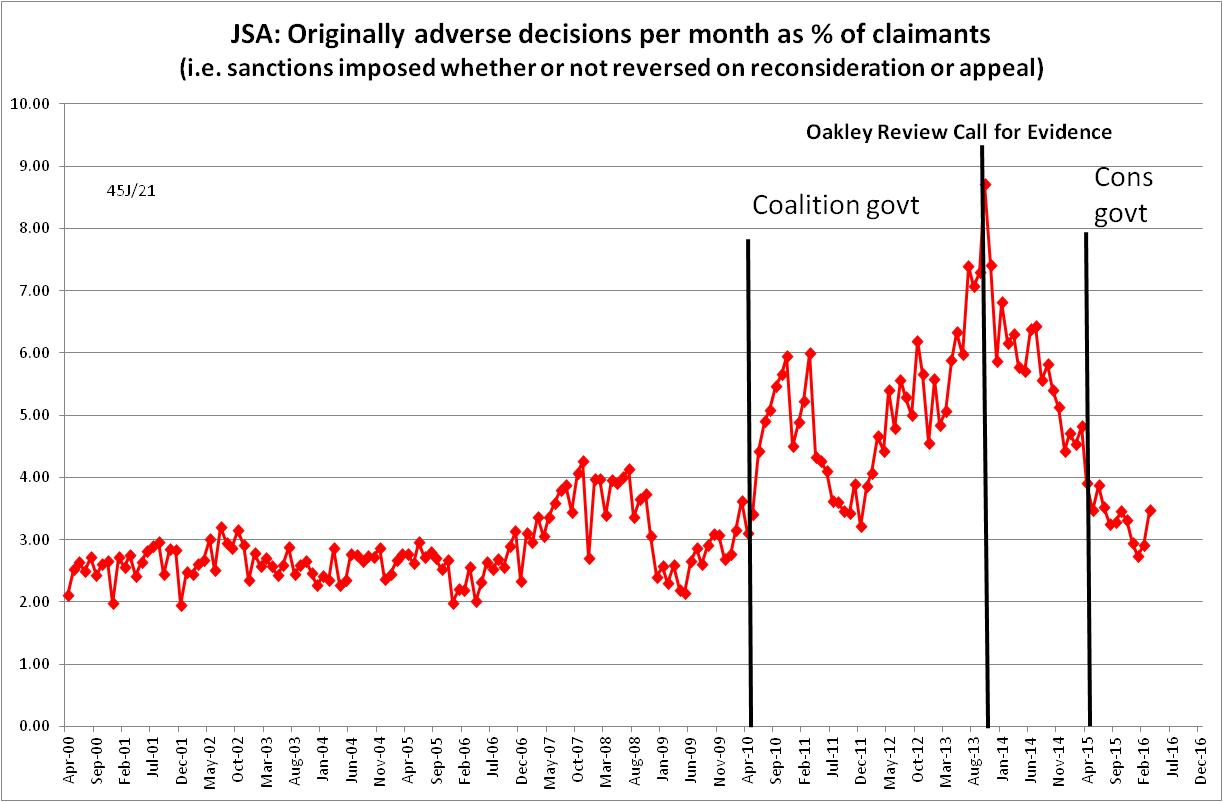 JSA: Originally adverse decisions per month as % of claimants
(i.e. sanctions imposed whether or not reversed on reconsideration or appeal)
10.00
Oakley Review Call for Evidence
9.00
45J/21
Cons
govt
Coalition govt
8.00
7.00
6.00
5.00
4.00
3.00
2.00
1.00
0.00
Apr-00
Sep-00
Feb-01
Jul-01
Dec-01
May-02
Oct-02
Mar-03
Aug-03
Jan-04
Jun-04
Nov-04
Apr-05
Sep-05
Feb-06
Jul-06
Dec-06
May-07
Oct-07
Mar-08
Aug-08
Jan-09
Jun-09
Nov-09
Apr-10
Sep-10
Feb-11
Jul-11
Dec-11
May-12
Oct-12
Mar-13
Aug-13
Jan-14
Jun-14
Nov-14
Apr-15
Sep-15
Feb-16
Jul-16
Dec-16